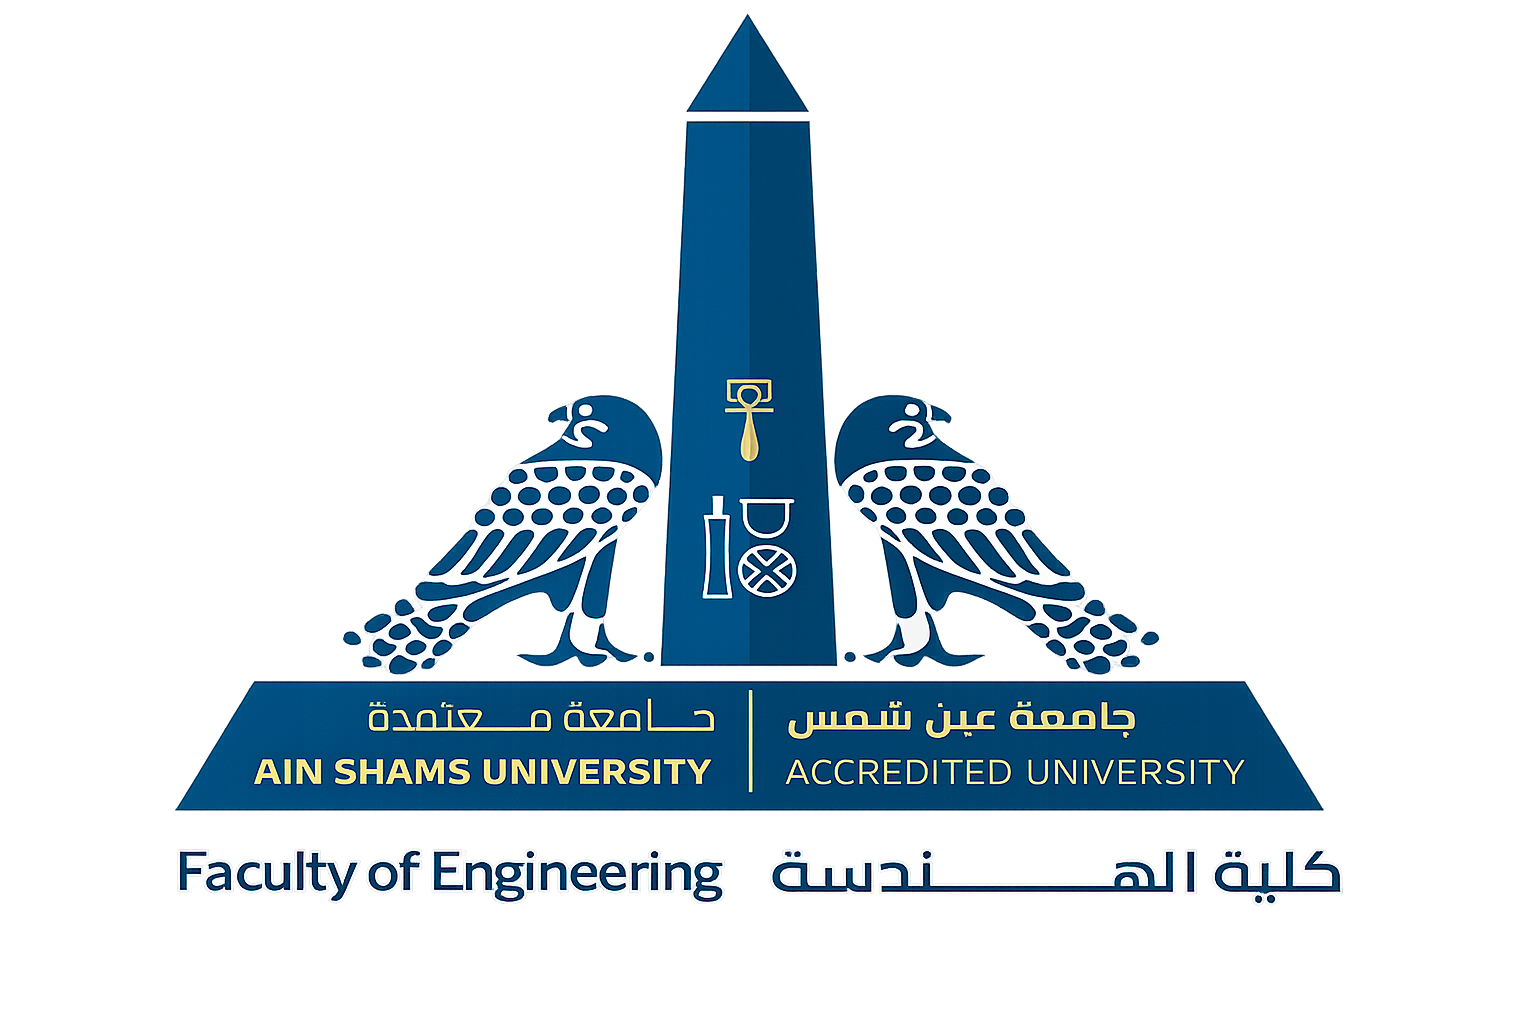 جامعة عين شمس | جامعة معتمدة
AIN SHAMS UNIVERSITY | ACCREDITED UNIVERSITY
Faculty of Engineering كلية الهندسة